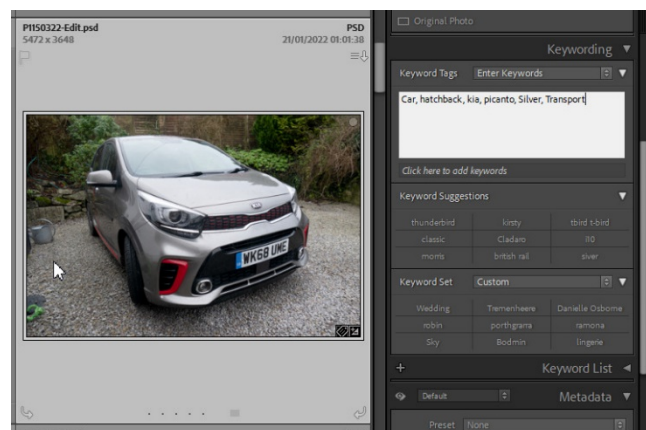 P1150322-Edit.psd PSD
5472 x 3648 21/01/2022 01:01:38
WK68 UME
Original Photo
Keywording
Keyword Tags Enter Keywords
Car, hatchback, kia, picanto, Silver, Transport
Click here to add keywords
Keyword Suggestions
thunderbird kirsty tbird t-bird
classic Cladaro i10
morris british rail siver
Keyword Set Custom
Wedding Tremenheere Danielle Osborne
robin porthgrarra ramona
Sky Bodmin lingerie
Keyword List
Default Metadata
Preset None